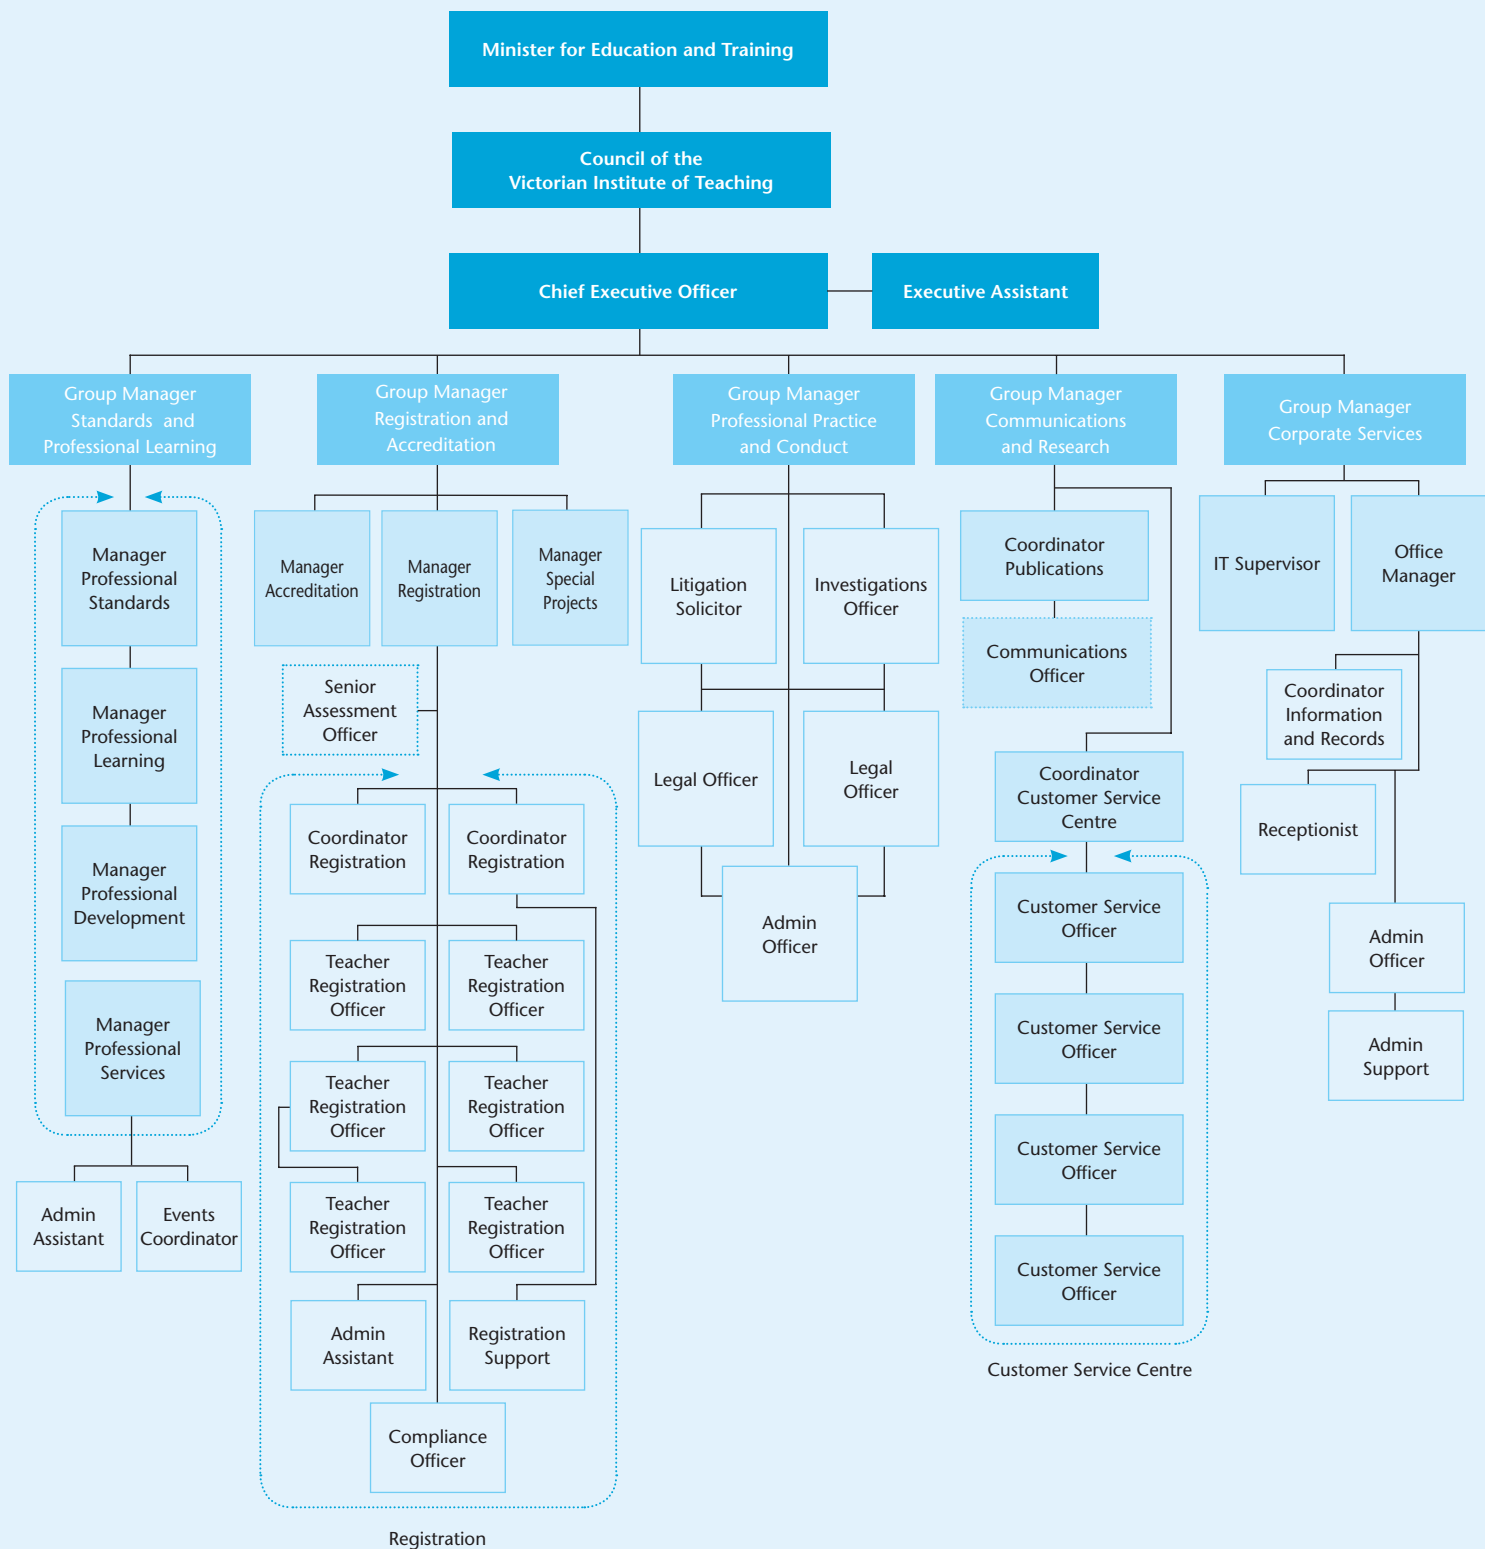 Minister for Education and Training
Council of the
Victorian Institute of Teaching
Chief Executive Officer
Executive Assistant
Group Manager
Standards and
Professional Learning
Group Manager
Registration and
Accreditation
Group Manager
Professional Practice
and Conduct
Group Manager
Communications
and Research
Group Manager
Corporate Services
Manager
Professional
Standards
Manager
Professional
Learning
Manager
Professional
Development
Manager
Professional
Services
Admin
Assistant
Events
Coordinator
Manager
Accreditation
Manager
Registration
Manager
Special
Projects
Senior
Assessment
Officer
Coordinator
Registration
Coordinator
Registration
Teacher
Registration
Officer
Teacher
Registration
Officer
Teacher
Registration
Officer
Teacher
Registration
Officer
Teacher
Registration
Officer
Teacher
Registration
Officer
Admin
Assistant
Registration
Support
Compliance
Officer
Registration
Litigation
Solicitor
Investigations
Officer
Legal Officer
Legal
Officer
Admin
Officer
Coordinator
Publications
Communications
Officer
Coordinator
Customer Service
Centre
Customer Service
Officer
Customer Service
Officer
Customer Service
Officer
Customer Service
Officer
Customer Service Centre
IT Supervisor
Office
Manager
Coordinator
Information
and Records
Receptionist
Admin
Officer
Admin
Support